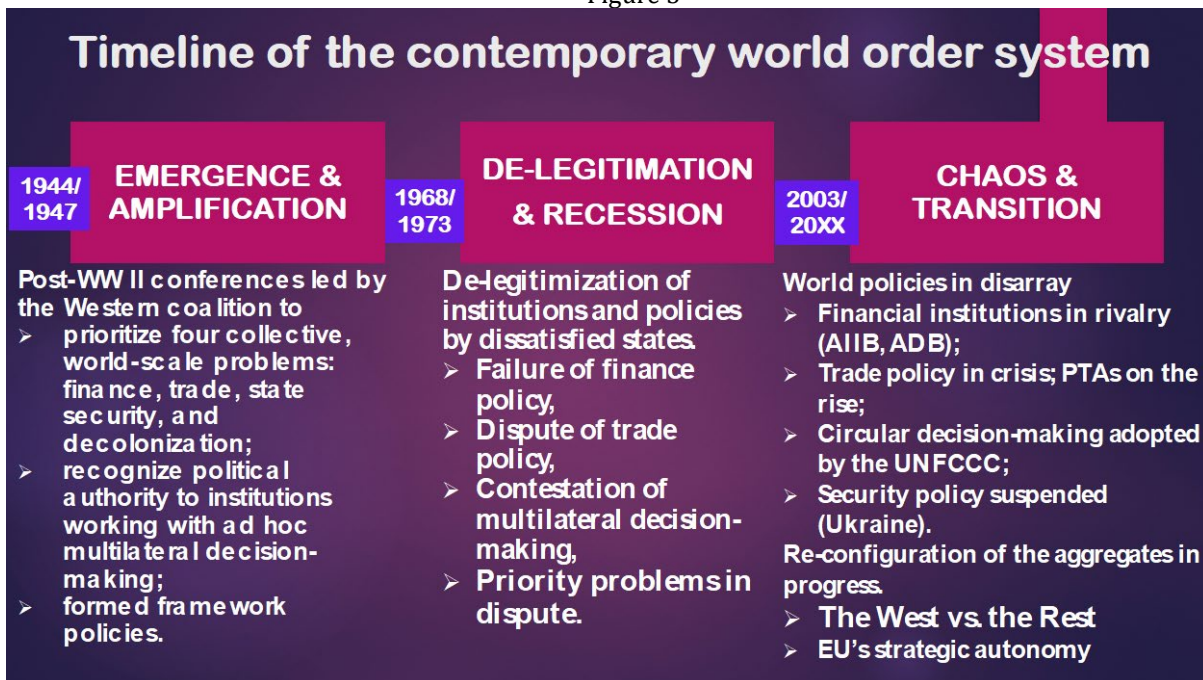 Figure 3
Timeline of the contemporary world order system
1944/
1947
EMERGENCE &
AMPLIFICATION
Post-WW II conferences led by
the Western coalition to
➢ prioritize four collective,
world-scale problems:
finance, trade, state
security, and
decolonization;
➢ recognize political
authority to institutions
working with ad hoc
multilateral decision-
making;
➢ formed framework
policies.
1968/
1973
DE-LEGITIMATION
& RECESSION
De-legitimization of
institutions and policies
by dissatisfied states.
➢ Failure of finance
policy,
➢ Dispute of trade
policy,
➢ Contestation of
multilateral decision-
making,
➢ Priority problems in
dispute.
2003/
20XX
CHAOS &
TRANSITION
World policies in disarray
➢ Financial institutions in rivalry
(AIIB, ADB);
➢ Trade policy in crisis; PTAs on the
rise;
➢ Circular decision-making adopted
by the UNFCCC;
➢ Security policy suspended
(Ukraine).
Re-configuration of the aggregates in
progress.
➢ The West vs. the Rest
➢ EU's strategic autonomy